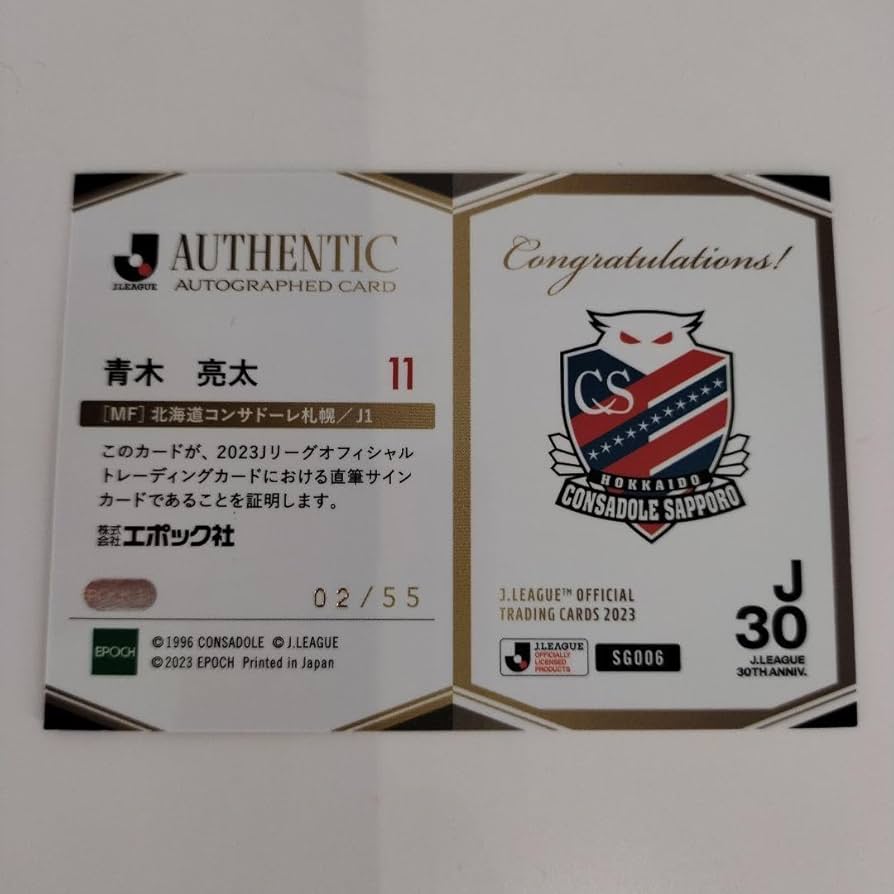 J.LEAGUE
AUTHENTIC
AUTOGRAPHED CARD
青木 亮太 11
[MF] 北海道コンサドーレ札幌/J1
このカードが、2023Jリーグオフィシャル
トレーディングカードにおける直筆サイン
カードであることを証明します。
株式会社エポック社
02/55
EPOCH
©1996 CONSADOLE ©J.LEAGUE
©2023 EPOCH Printed in Japan
Congratulations!
CS
HOKKAIDO
CONSADOLE SAPPORO
J.LEAGUE™ OFFICIAL
TRADING CARDS 2023
J.LEAGUE
OFFICIALLY
LICENSED
PRODUCTS
SG006
J
30
J.LEAGUE
30TH ANNIV.